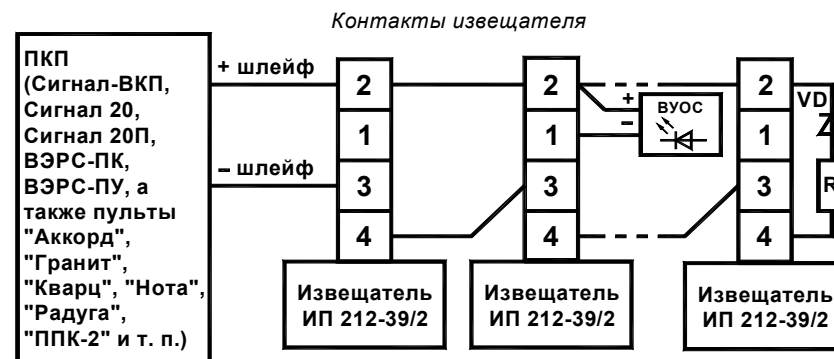 Контакты извещателя
ПКП
(Сигнал-ВКП,
Сигнал 20,
Сигнал 20П,
ВЭРС-ПК,
ВЭРС-ПУ, а
также пульты
"Аккорд",
"Гранит",
"Кварц", "Нота",
"Радуга",
"ППК-2" и т. п.)
+ шлейф
– шлейф
2
1
3
4
Извещатель
ИП 212-39/2
2
1
3
4
Извещатель
ИП 212-39/2
+
–
ВУОС
2
1
3
4
Извещатель
ИП 212-39/2
VD
R